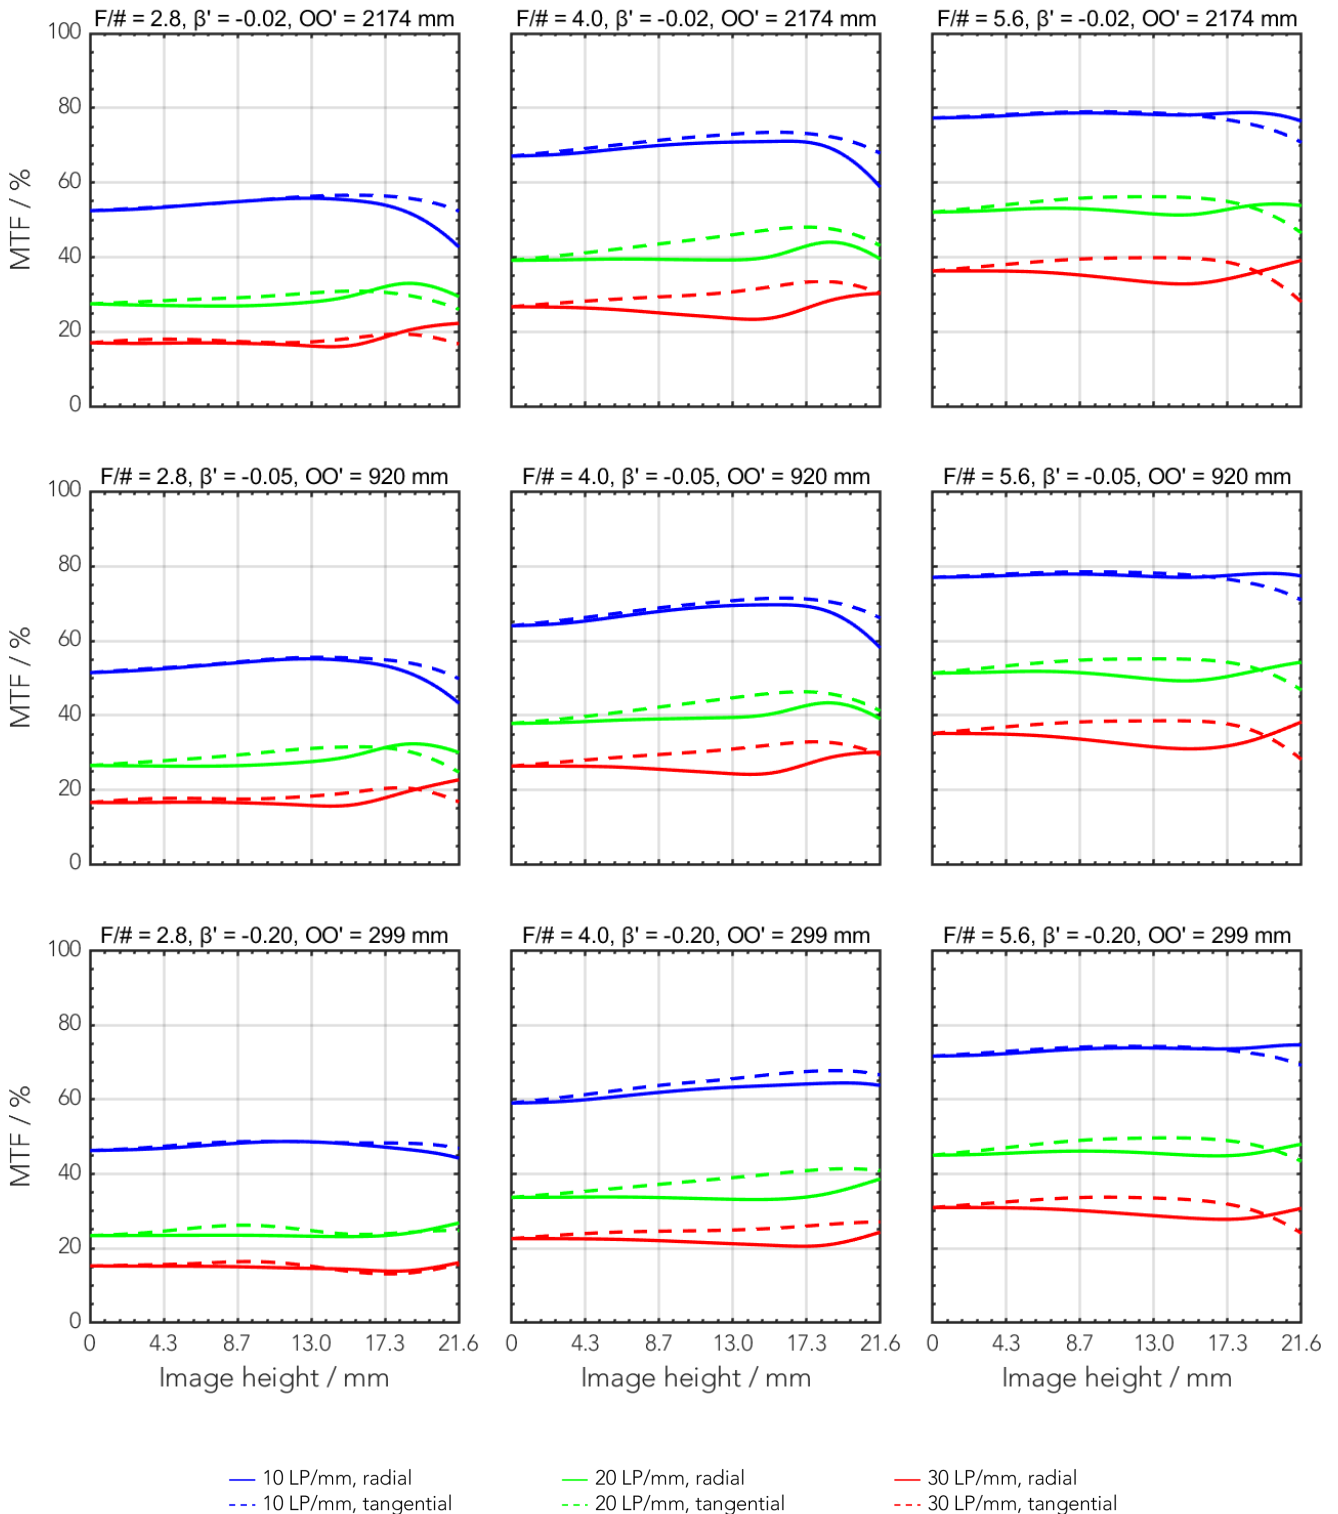 F/# = 2.8, β' = -0.02, OO' = 2174 mm
F/# = 4.0, β' = -0.02, OO' = 2174 mm
F/# = 5.6, β' = -0.02, OO' = 2174 mm
100
80
60
40
20
0
MTF / %
F/# = 2.8, β' = -0.05, OO' = 920 mm
F/# = 4.0, β' = -0.05, OO' = 920 mm
F/# = 5.6, β' = -0.05, OO' = 920 mm
100
80
60
40
20
0
MTF / %
F/# = 2.8, β' = -0.20, OO' = 299 mm
F/# = 4.0, β' = -0.20, OO' = 299 mm
F/# = 5.6, β' = -0.20, OO' = 299 mm
100
80
60
40
20
0
MTF / %
0 4.3 8.7 13.0 17.3 21.6
0 4.3 8.7 13.0 17.3 21.6
0 4.3 8.7 13.0 17.3 21.6
Image height / mm
Image height / mm
Image height / mm
10 LP/mm, radial
20 LP/mm, radial
30 LP/mm, radial
10 LP/mm, tangential
20 LP/mm, tangential
30 LP/mm, tangential